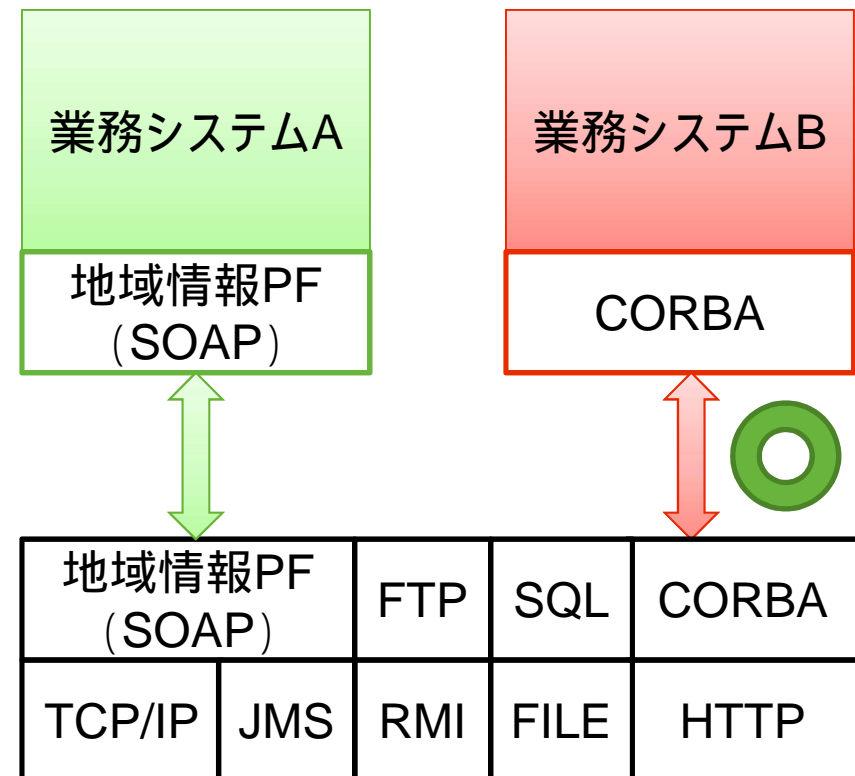 業務システムA
業務システムB
地域情報PF
(SOAP)
CORBA
地域情報PF
(SOAP)
FTP
SQL
CORBA
TCP/IP
JMS
RMI
FILE
HTTP